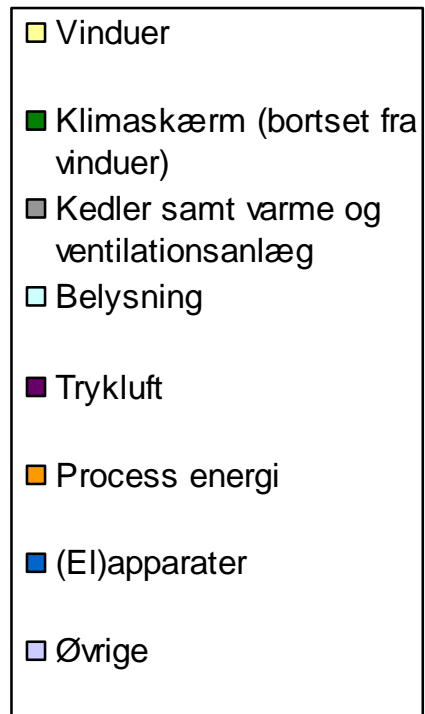 Vinduer
Klimaskærm (bortset fra
vinduer)
Kedler samt varme og
ventilationsanlæg
Belysning
Trykluft
Process energi
(El)apparater
Øvrige